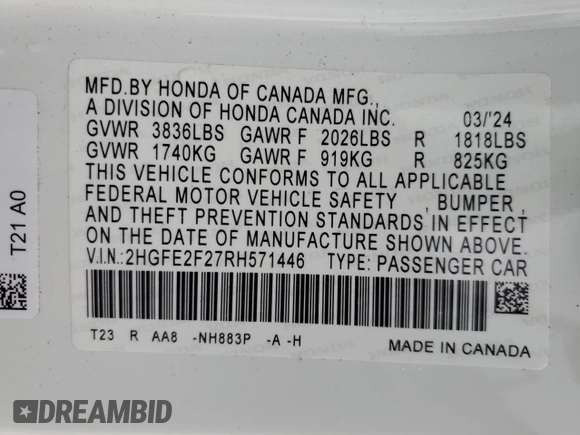 MFD.BY HONDA OF CANADA MFG.,
A DIVISION OF HONDA CANADA INC. 03/'24
GVWR 3836LBS GAWR F 2026LBS R 1818LBS
GVWR 1740KG GAWR F 919KG R 825KG
THIS VEHICLE CONFORMS TO ALL APPLICABLE
FEDERAL MOTOR VEHICLE SAFETY , BUMPER,
AND THEFT PREVENTION STANDARDS IN EFFECT
ON THE DATE OF MANUFACTURE SHOWN ABOVE.
V.I.N.:2HGFE2F27RH571446 TYPE: PASSENGER CAR
T23 R AA8 -NH883P -A -H
MADE IN CANADA
T21 A0
DREAMBID